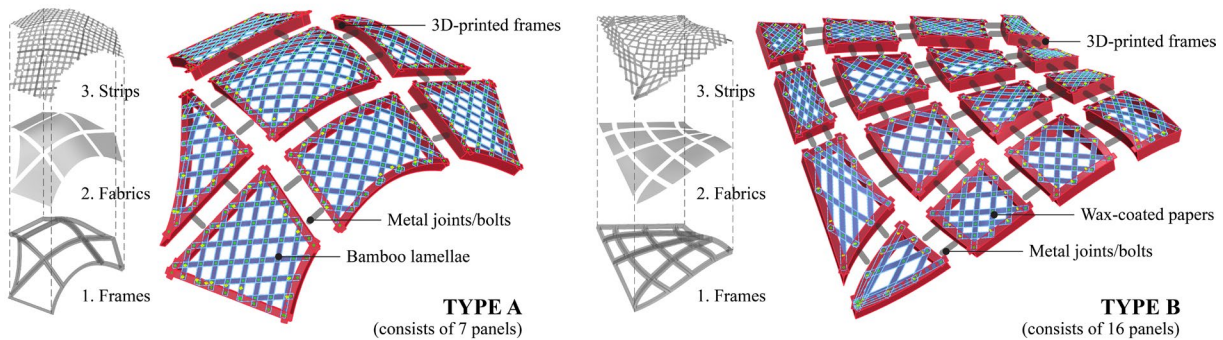 3D-printed frames
3. Strips
2. Fabrics
Metal joints/bolts
Bamboo lamellae
1. Frames
TYPE A
(consists of 7 panels)
3D-printed frames
3. Strips
2. Fabrics
Wax-coated papers
Metal joints/bolts
1. Frames
TYPE B
(consists of 16 panels)